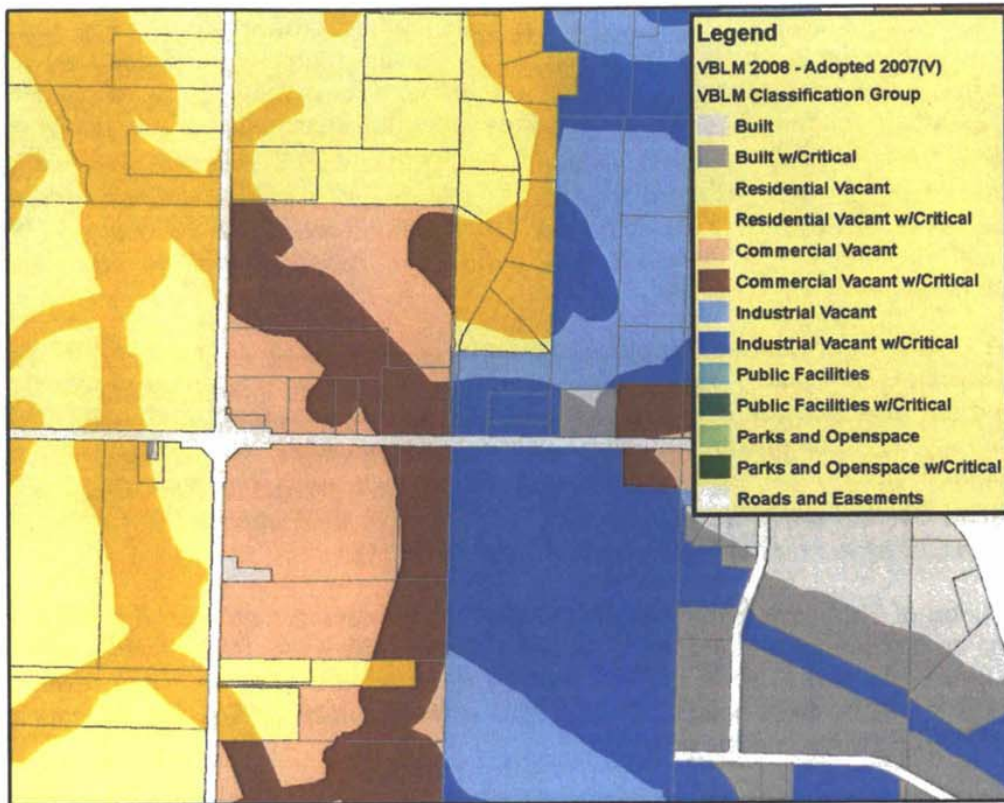 Legend
VBLM 2008 - Adopted 2007(V)
VBLM Classification Group
Built
Built w/Critical
Residential Vacant
Residential Vacant w/Critical
Commercial Vacant
Commercial Vacant w/Critical
Industrial Vacant
Industrial Vacant w/Critical
Public Facilities
Public Facilities w/Critical
Parks and Openspace
Parks and Openspace w/Critical
Roads and Easements